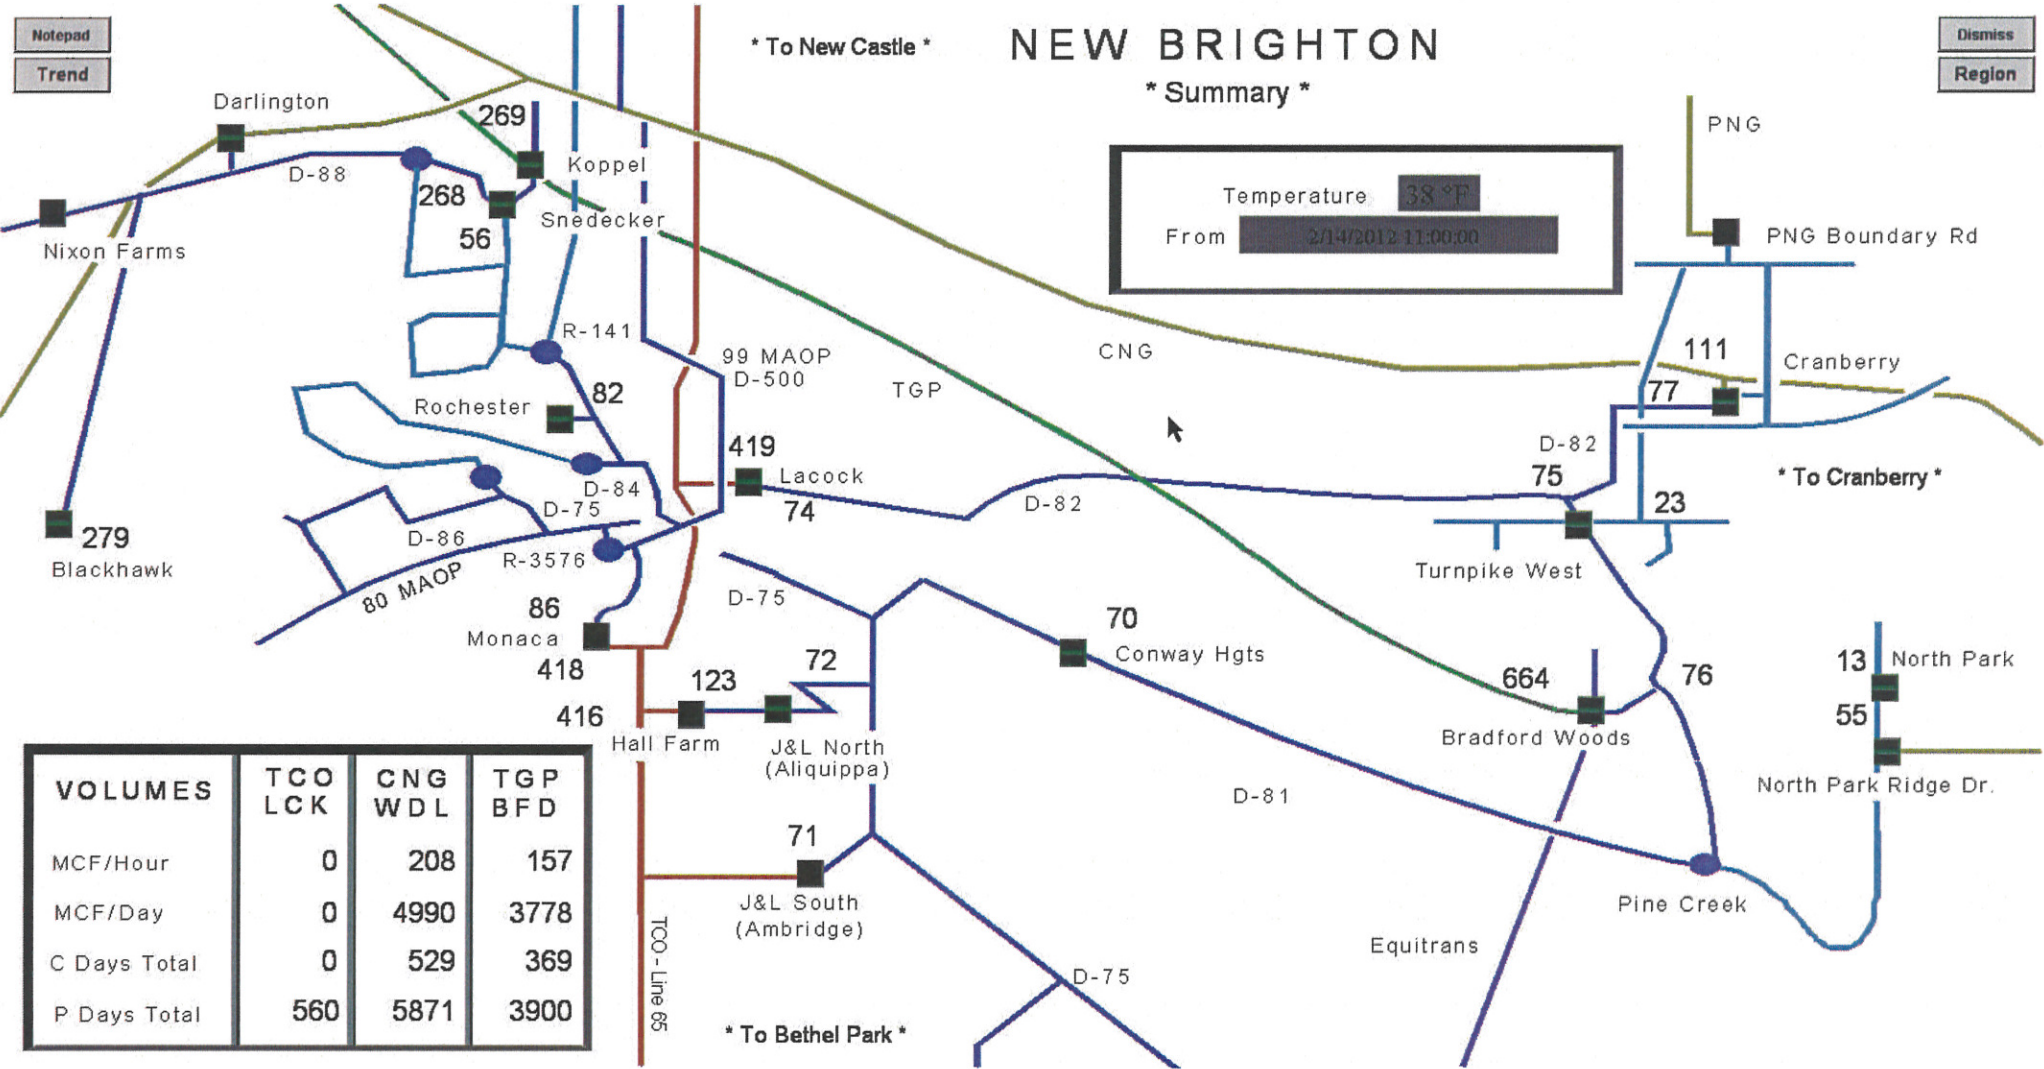 Notepad
Trend
* To New Castle *
NEW BRIGHTON
* Summary *
Dismiss
Region
Darlington
269
Koppel
PNG
D-88
268
Snedecker
56
Nixon Farms
Temperature 38 °F
From 2/14/2012 11:00:00
PNG Boundary Rd
R-141
99 MAOP
D-500
CNG
TGP
111
Cranberry
77
82
Rochester
419
Lacock
74
D-82
D-82
75
* To Cranberry *
23
D-84
D-75
D-86
R-3576
80 MAOP
279
Blackhawk
Turnpike West
D-75
86
Monaca
418
70
Conway Hgts
72
123
416
Hall Farm
J&L North
(Aliquippa)
664
Bradford Woods
76
13
North Park
55
North Park Ridge Dr.
D-81
71
J&L South
(Ambridge)
Pine Creek
Equitrans
TCO - Line 65
D-75
* To Bethel Park *
VOLUMES TCO LCK CNG WDL TGP BFD
MCF/Hour 0 208 157
MCF/Day 0 4990 3778
C Days Total 0 529 369
P Days Total 560 5871 3900